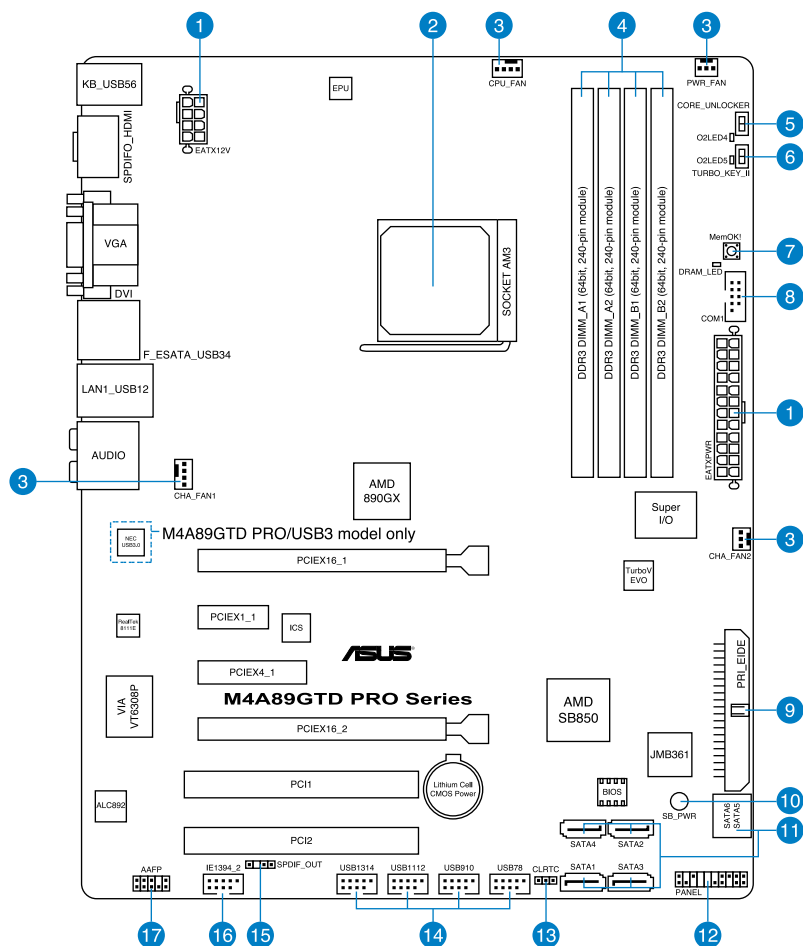 1
2
3
4
3
KB_USB56
EPU
CPU_FAN
PWR_FAN
CORE_UNLOCKER
5
SPDIFO_HDMI
EATX12V
O2LED4
O2LED5
6
TURBO_KEY_II
VGA
DVI
SOCKET AM3
DDR3 DIMM_A1 (64bit, 240-pin module)
DDR3 DIMM_A2 (64bit, 240-pin module)
DDR3 DIMM_B1 (64bit, 240-pin module)
DDR3 DIMM_B2 (64bit, 240-pin module)
MemOK!
7
DRAM_LED
8
COM1
F_ESATA_USB34
LAN1_USB12
1
EATXPWR
AUDIO
3
CHA_FAN1
AMD
890GX
Super
I/O
NEC
USB3.0
M4A89GTD PRO/USB3 model only
3
CHA_FAN2
PCIEX16_1
TurboV
EVO
RealTek
8111E
PCIEX1_1
ICS
ASUS
PCIEX4_1
PRI_EIDE
M4A89GTD PRO Series
VIA
VT6308P
AMD
SB850
9
PCIEX16_2
JMB361
PCI1
Lithium Cell
CMOS Power
BIOS
ALC892
SB_PWR
10
SATA6
SATA5
11
PCI2
SATA4
SATA2
AAFP
IE1394_2
SPDIF_OUT
USB1314
USB1112
USB910
USB78
CLRTC
SATA1
SATA3
PANEL
17
16
15
14
13
12